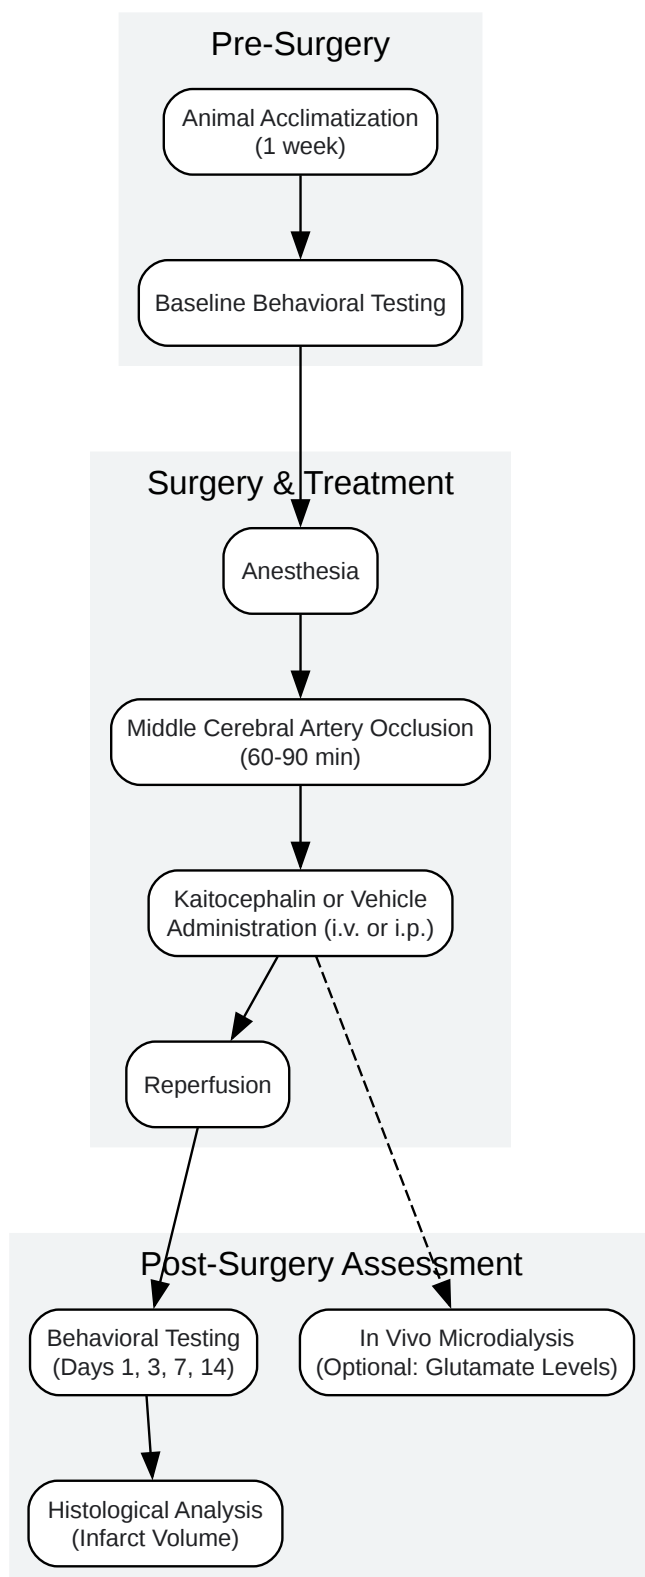 Pre-Surgery
Animal Acclimatization
(1 week)
Baseline Behavioral Testing
Surgery & Treatment
Anesthesia
Middle Cerebral Artery Occlusion
(60-90 min)
Kaitocephalin or Vehicle
Administration (i.v. or i.p.)
Reperfusion
Post-Surgery Assessment
Behavioral Testing
(Days 1, 3, 7, 14)
In Vivo Microdialysis
(Optional: Glutamate Levels)
Histological Analysis
(Infarct Volume)